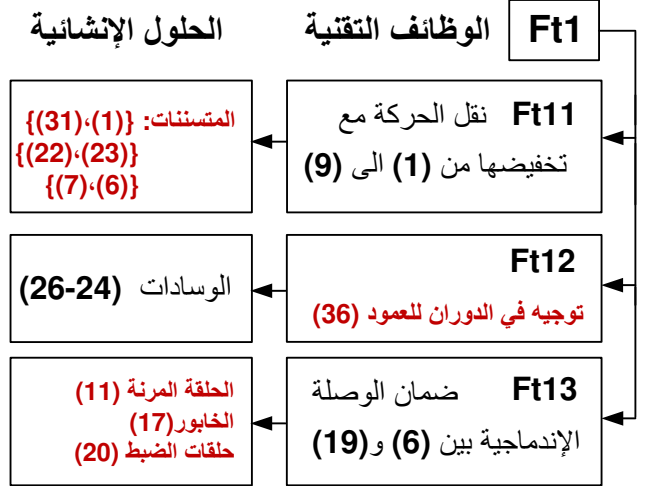 Ft1 الوظائف التقنية الحلول الإنشائية
Ft11 نقل الحركة مع
تخفيضها من (1) الى (9)
المتسننات: {(1)،(31)}
{(23)،(22)}
{(6)،(7)}
Ft12
توجيه في الدوران للعمود (36)
الوسادات (24-26)
Ft13 ضمان الوصلة
الإندماجية بين (6) و(19)
الحلقة المرنة (11)
الخابور(17)
حلقات الضبط (20)